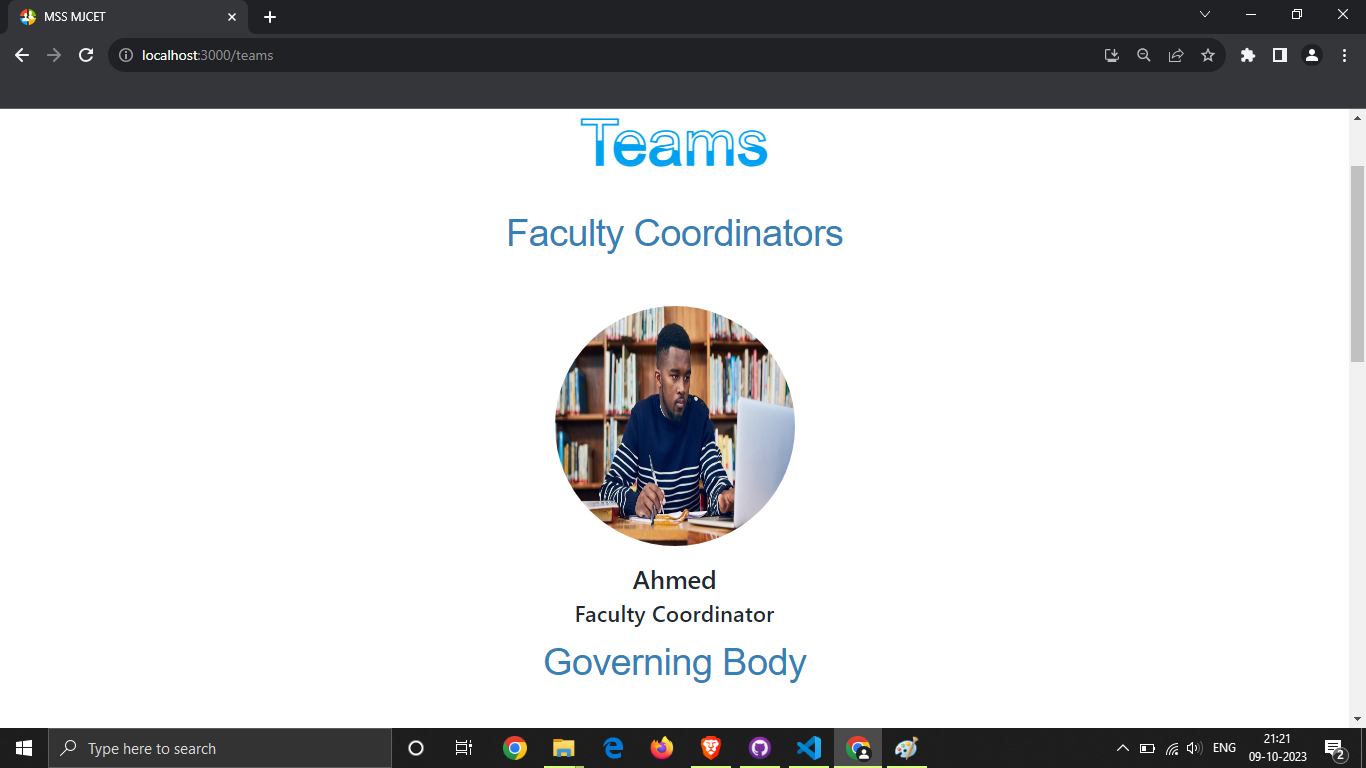 MSS MJCET
localhost:3000/teams
Teams
Faculty Coordinators
Ahmed
Faculty Coordinator
Governing Body
Type here to search
ENG
21:21
09-10-2023
2